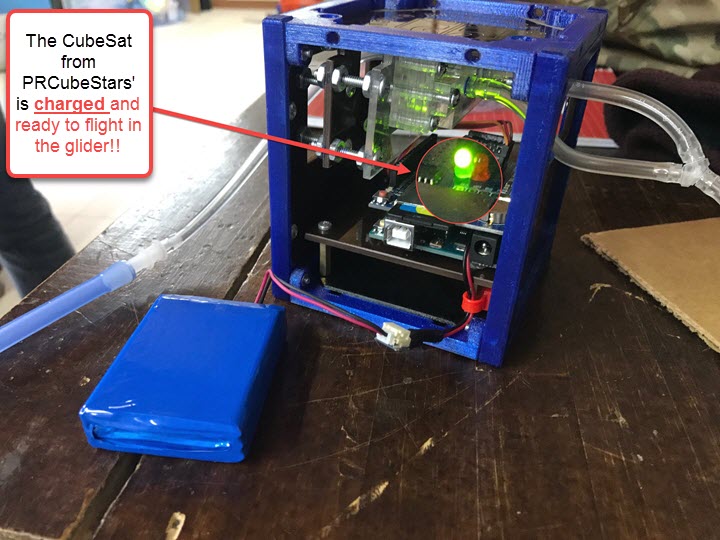 The CubeSat
from
PRCubeStars'
is charged and
ready to flight in
the glider!!